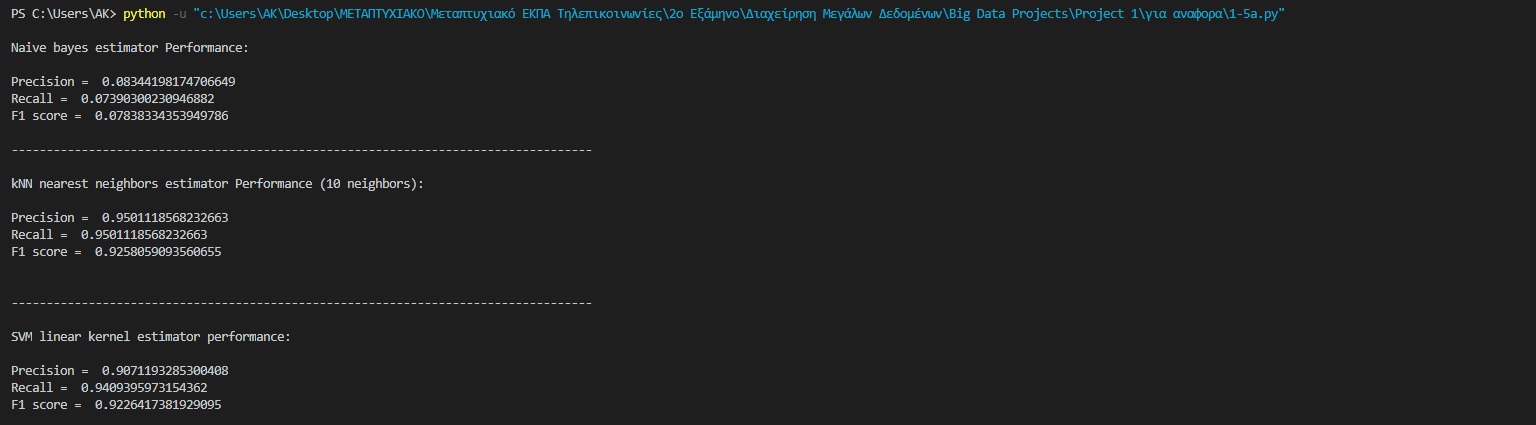 PS C:\Users\AK> python -u "c:\Users\AK\Desktop\ΜΕΤΑΠΤΥΧΙΑΚΟ\Μεταπτυχιακό ΕΚΠΑ Τηλεπικοινωνίες\2ο Εξάμηνο\Διαχείρηση Μεγάλων Δεδομένων\Big Data Projects\Project 1\για αναφορα\1-5a.py"
Naive bayes estimator Performance:
Precision =  0.08344198174706649
Recall =  0.07390300230946882
F1 score =  0.07838334353949786
-----------------------------------------------------------------------------------
kNN nearest neighbors estimator Performance (10 neighbors):
Precision =  0.9501118568232663
Recall =  0.9501118568232663
F1 score =  0.9258059093560655
-----------------------------------------------------------------------------------
SVM linear kernel estimator performance:
Precision =  0.9071193285300408
Recall =  0.9409395973154362
F1 score =  0.9226417381929095